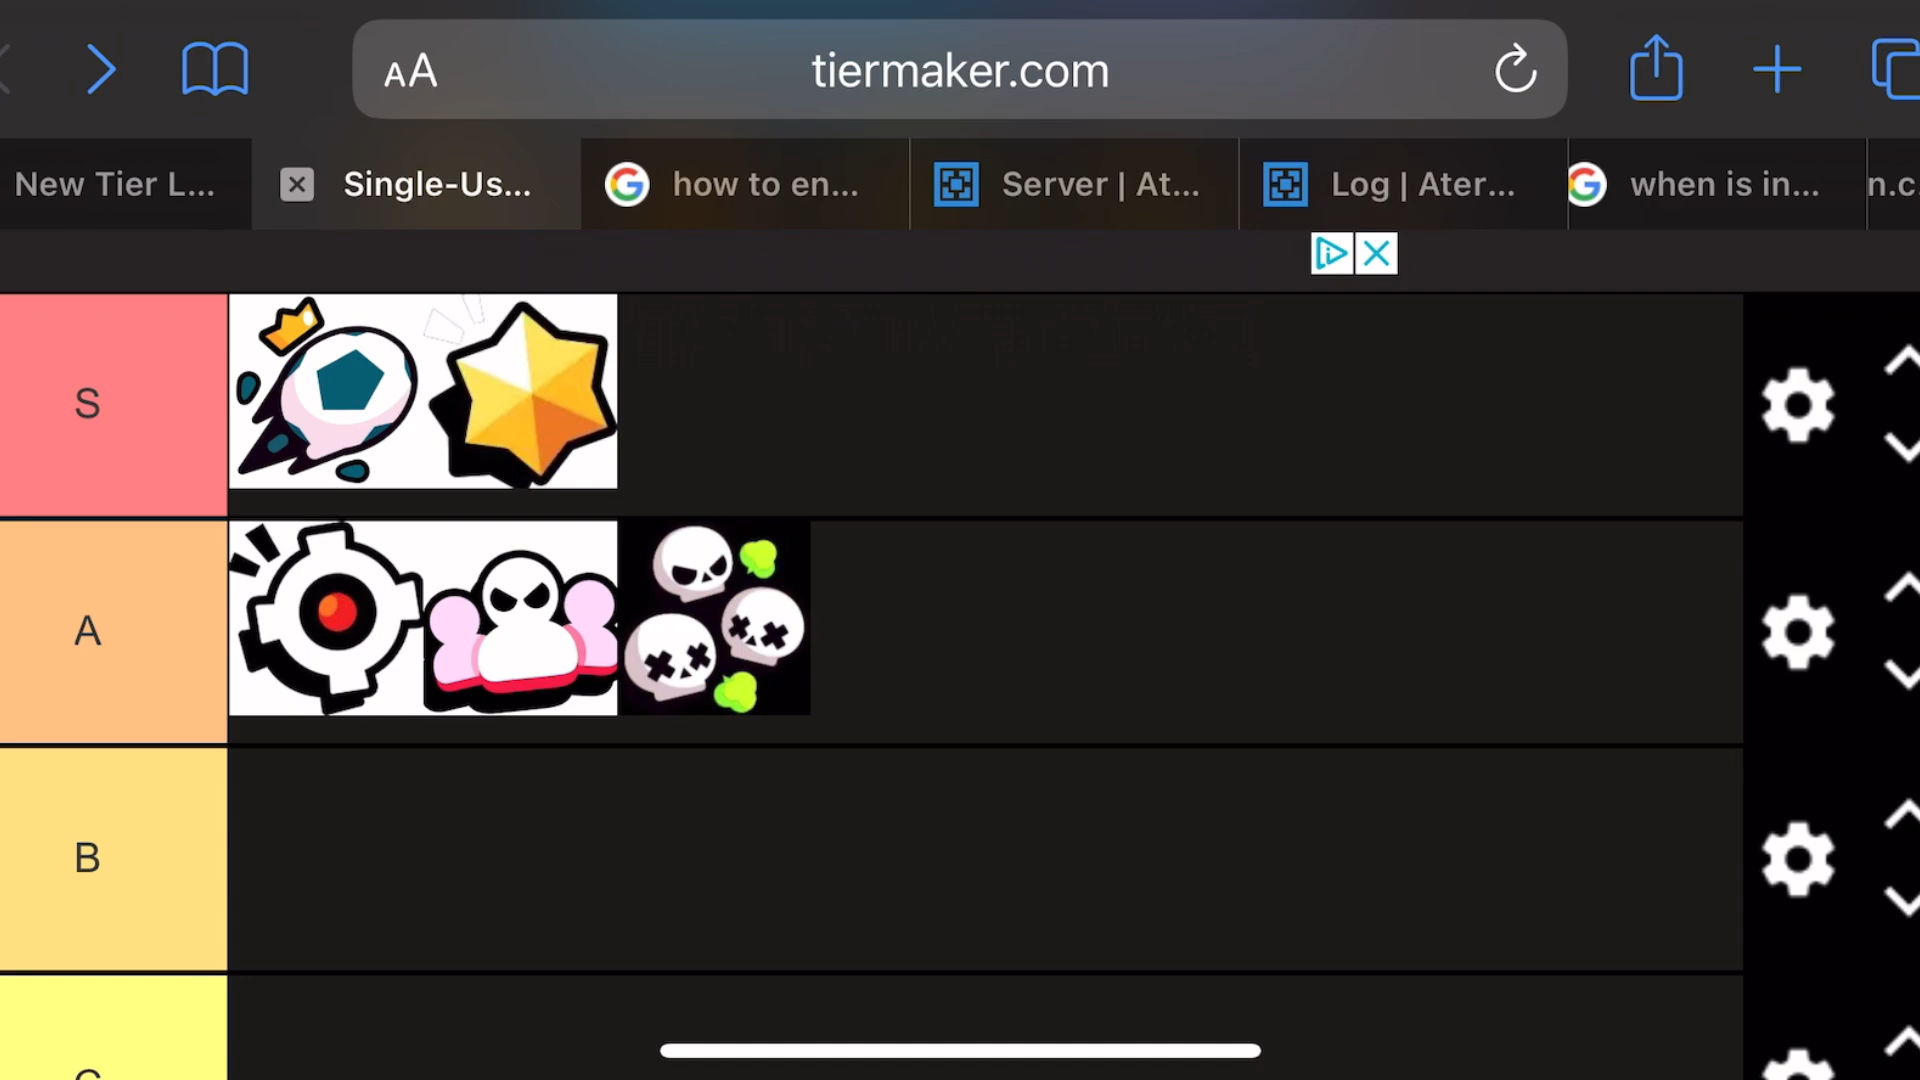 AA
tiermaker.com
New Tier L...
Single-Us...
how to en...
Server | At...
Log | Ater...
when is in...
n.c
S
A
B